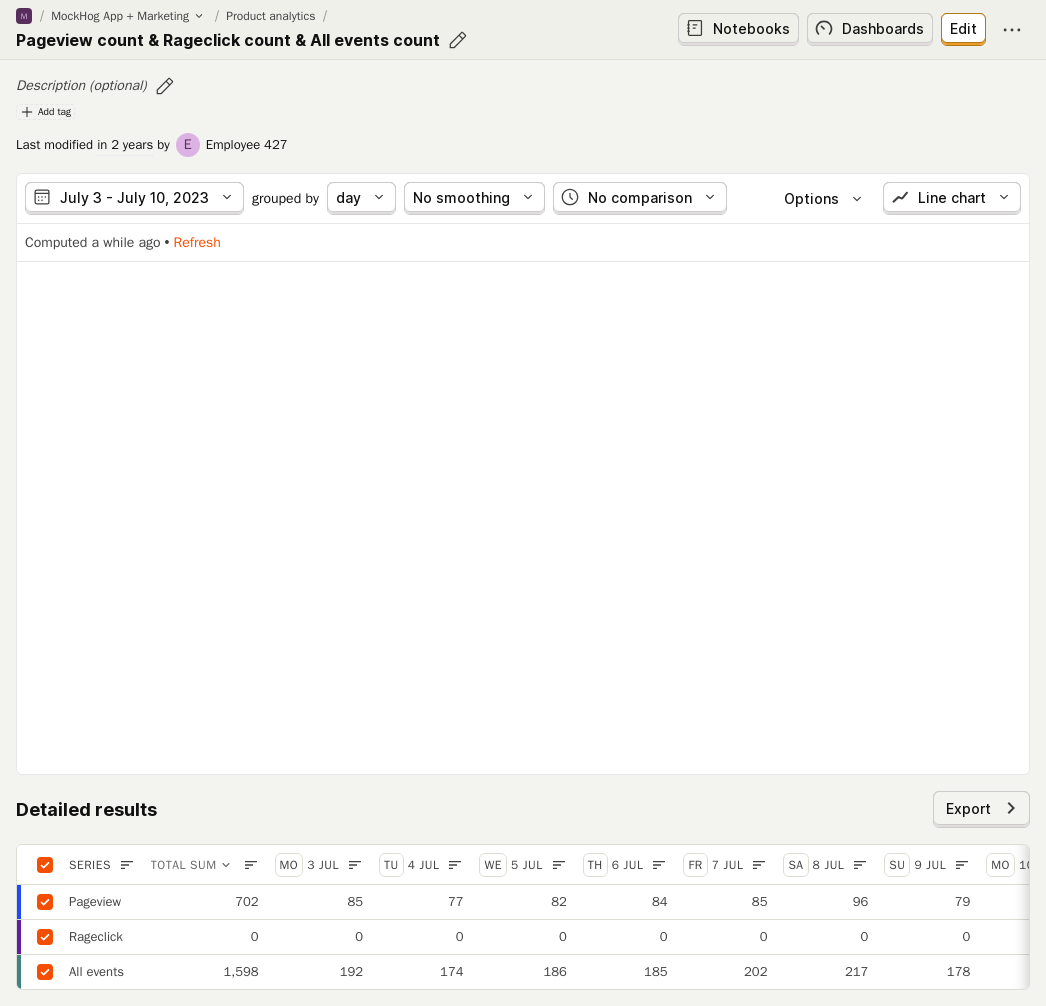 M / MockHog App + Marketing / Product analytics /
Pageview count & Rageclick count & All events count
Notebooks Dashboards Edit
Description (optional)
Add tag
Last modified in 2 years by E Employee 427
July 3 - July 10, 2023 grouped by day No smoothing No comparison Options Line chart
Computed a while ago • Refresh
Detailed results
Export
SERIES TOTAL SUM MO 3 JUL TU 4 JUL WE 5 JUL TH 6 JUL FR 7 JUL SA 8 JUL SU 9 JUL MO
Pageview 702 85 77 82 84 85 96 79
Rageclick 0 0 0 0 0 0 0 0
All events 1,598 192 174 186 185 202 217 178